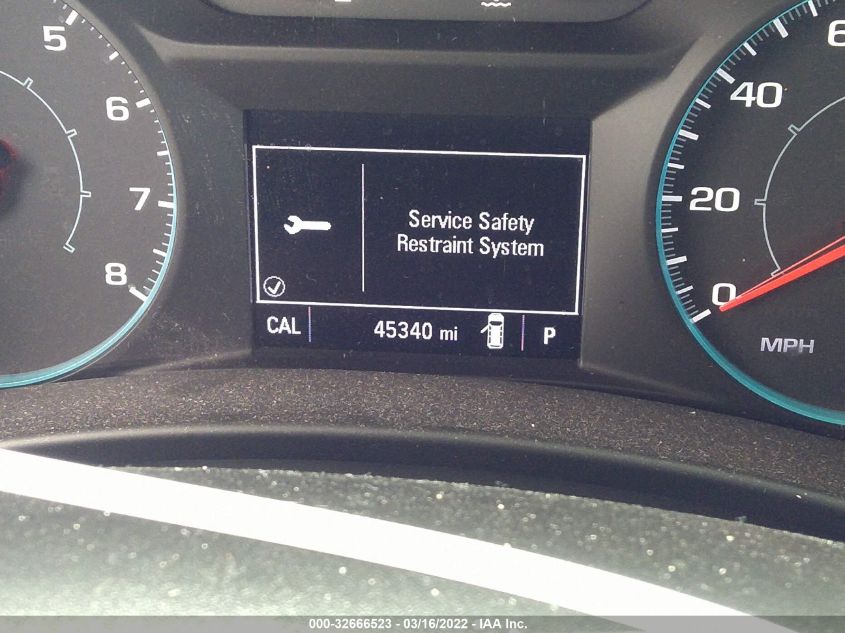 5
6
7
8
Service Safety
Restraint System
CAL 45340 mi P
40
20
0
MPH
000-32666523 - 03/16/2022 - IAA Inc.